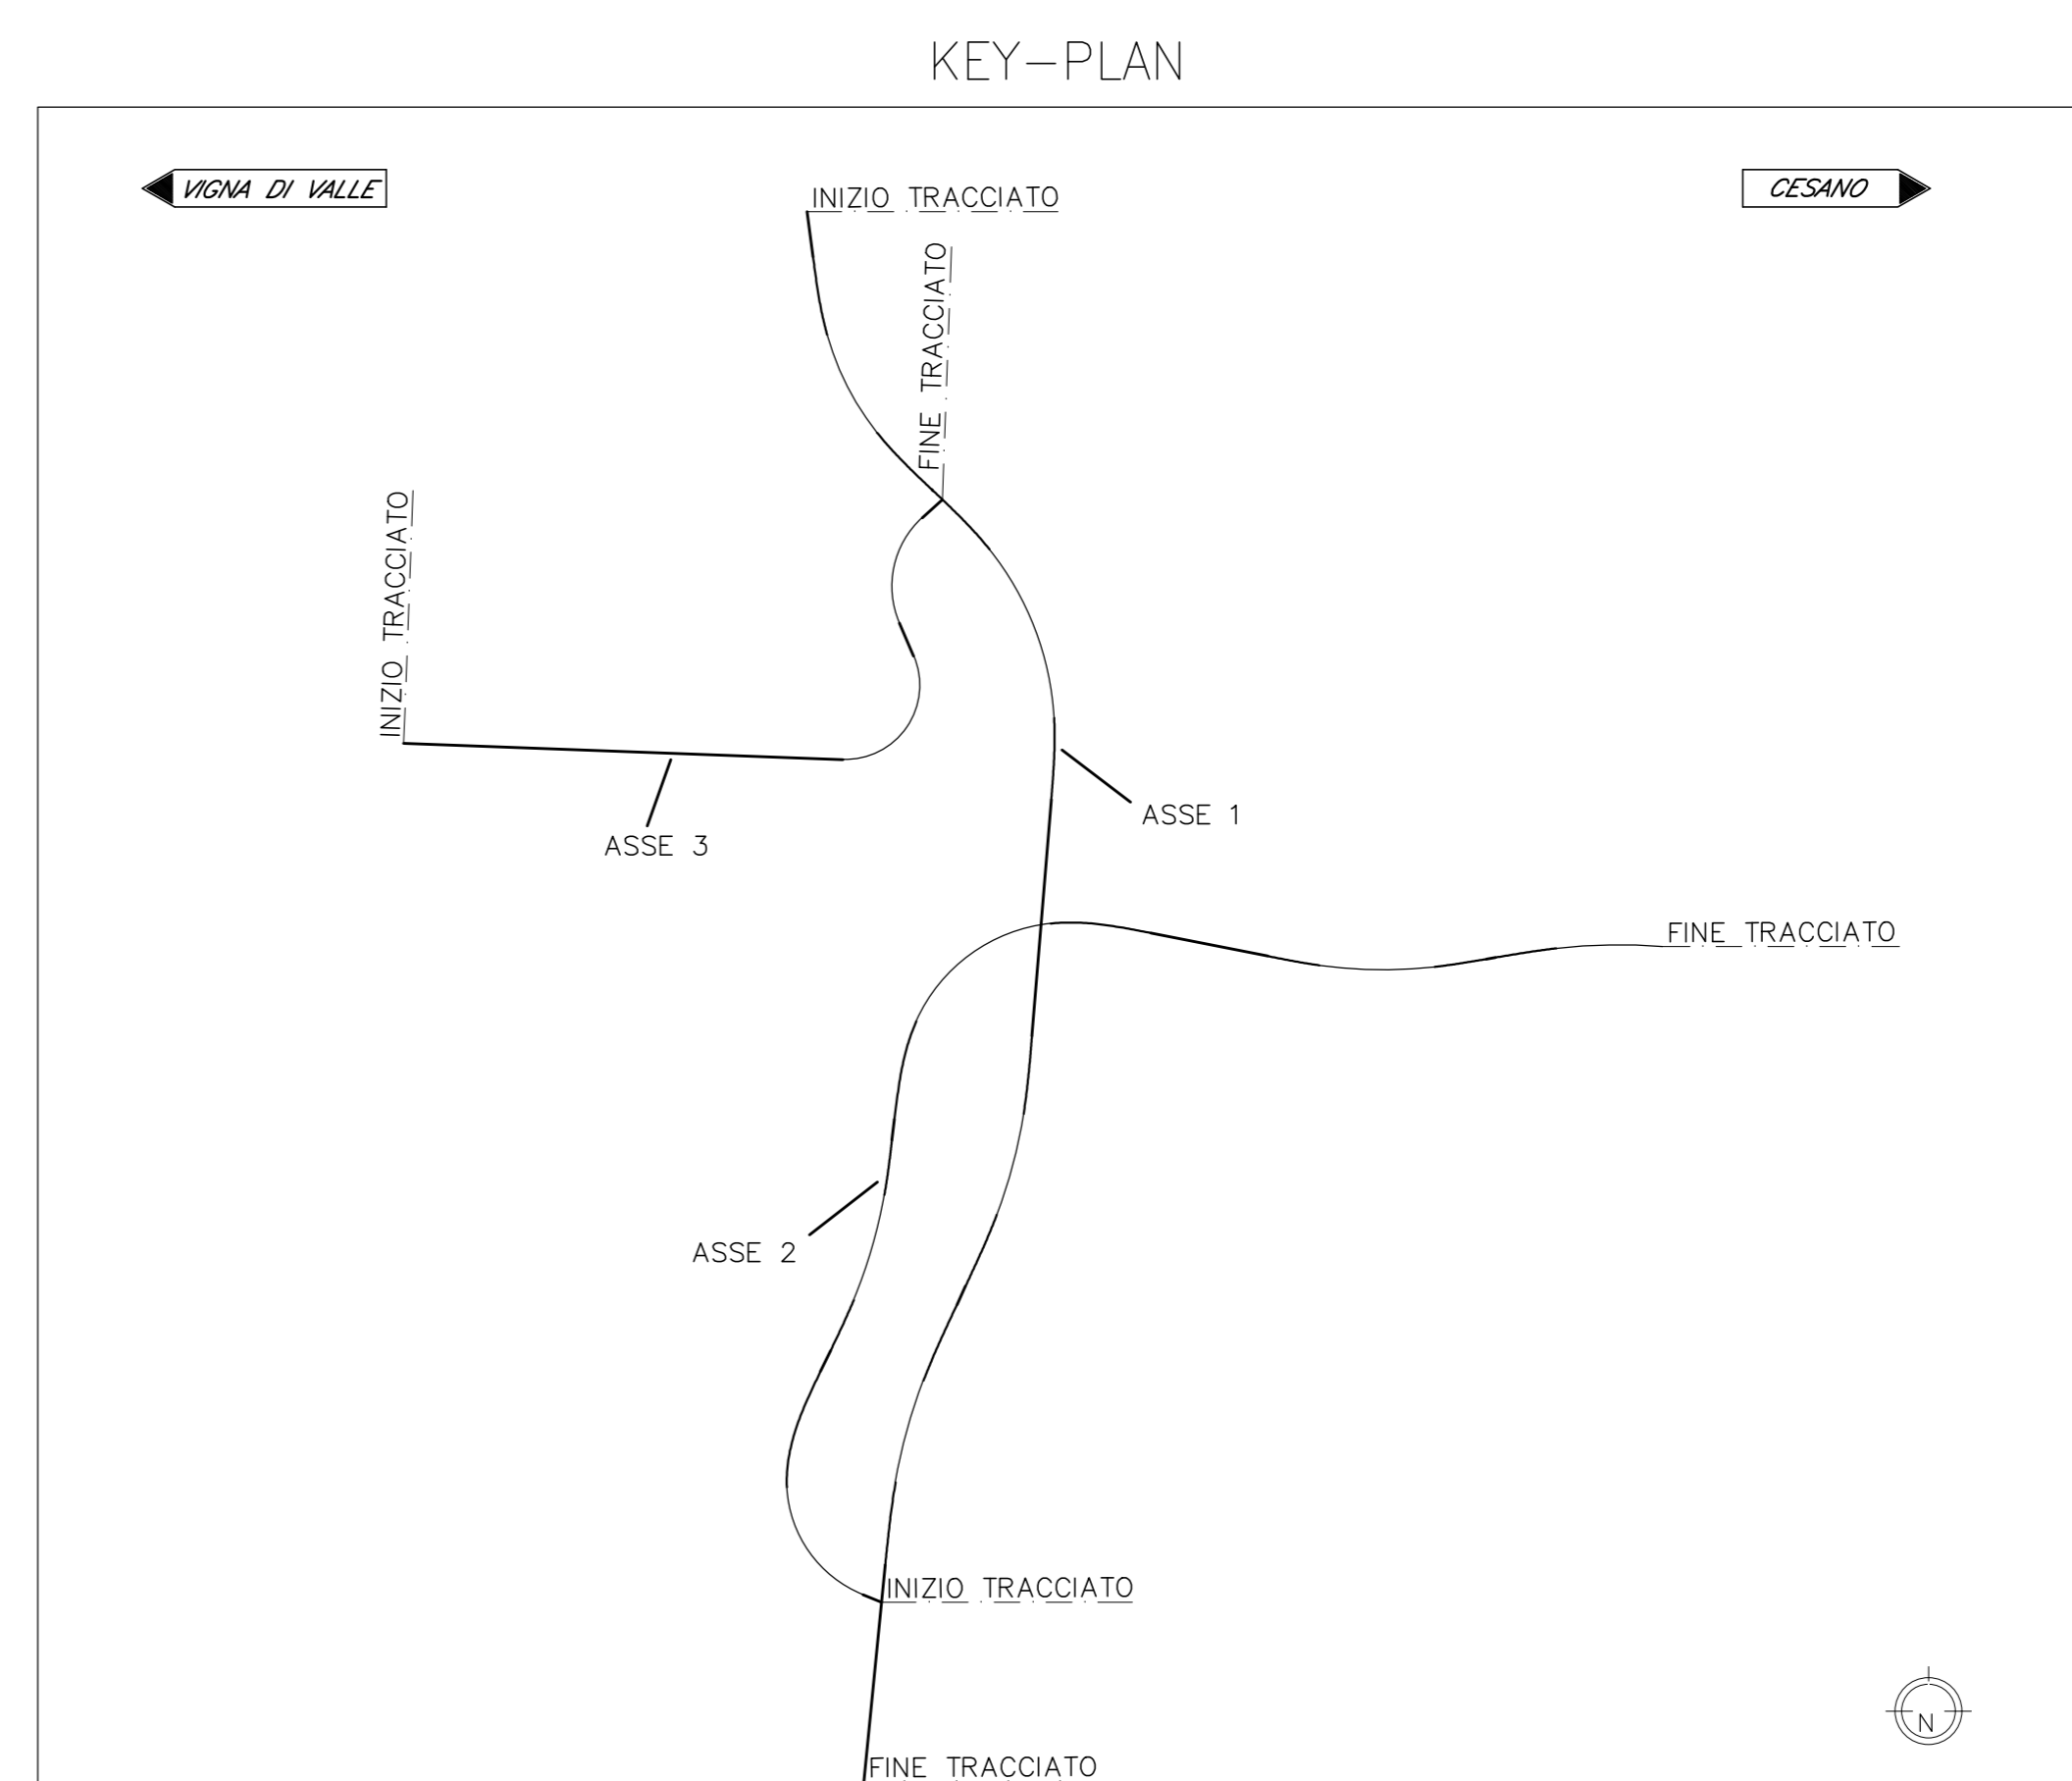 KEY-PLAN
VIGNA DI VALLE
CESANO
INIZIO TRACCIATO
FINE TRACCIATO
INIZIO TRACCIATO
ASSE 1
ASSE 3
FINE TRACCIATO
ASSE 2
INIZIO TRACCIATO
N
FINE TRACCIATO